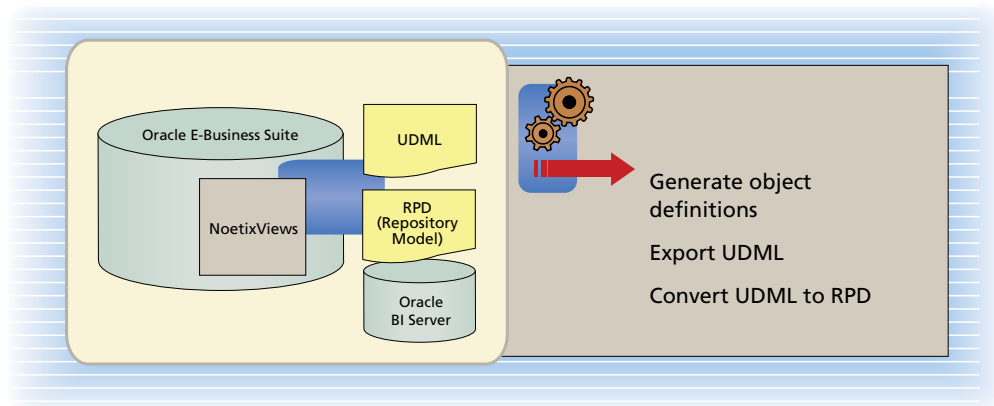 Oracle E-Business Suite
NoetixViews
UDML
RPD
(Repository
Model)
Oracle
BI Server
Generate object
definitions
Export UDML
Convert UDML to RPD